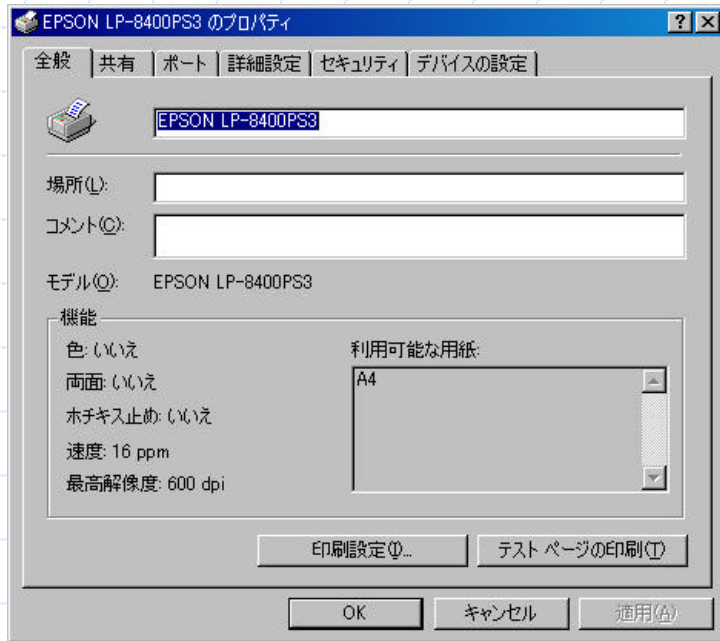 EPSON LP-8400PS3 のプロパティ
全般 共有 ポート 詳細設定 セキュリティ デバイスの設定
EPSON LP-8400PS3
場所(L):
コメント(C):
モデル(O): EPSON LP-8400PS3
機能
色: いいえ
両面: いいえ
ホチキス止め: いいえ
速度: 16 ppm
最高解像度: 600 dpi
利用可能な用紙:
A4
印刷設定(I)... テスト ページの印刷(T)
OK キャンセル 適用(A)